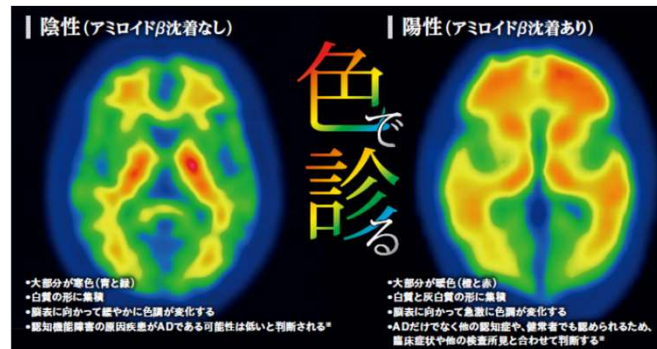 陰性(アミロイドβ沈着なし)
陽性(アミロイドβ沈着あり)
色で
診る
•大部分が寒色(青と緑)
•白質の形に集積
•脳表に向かって緩やかに色調が変化する
•認知機能障害の原因疾患がADである可能性は低いと判断される※
•大部分が暖色(橙と赤)
•白質と灰白質の形に集積
•脳表に向かって急激に色調が変化する
•ADだけでなく他の認知症や、健常者でも認められるため、
臨床症状や他の検査所見と合わせて判断する※